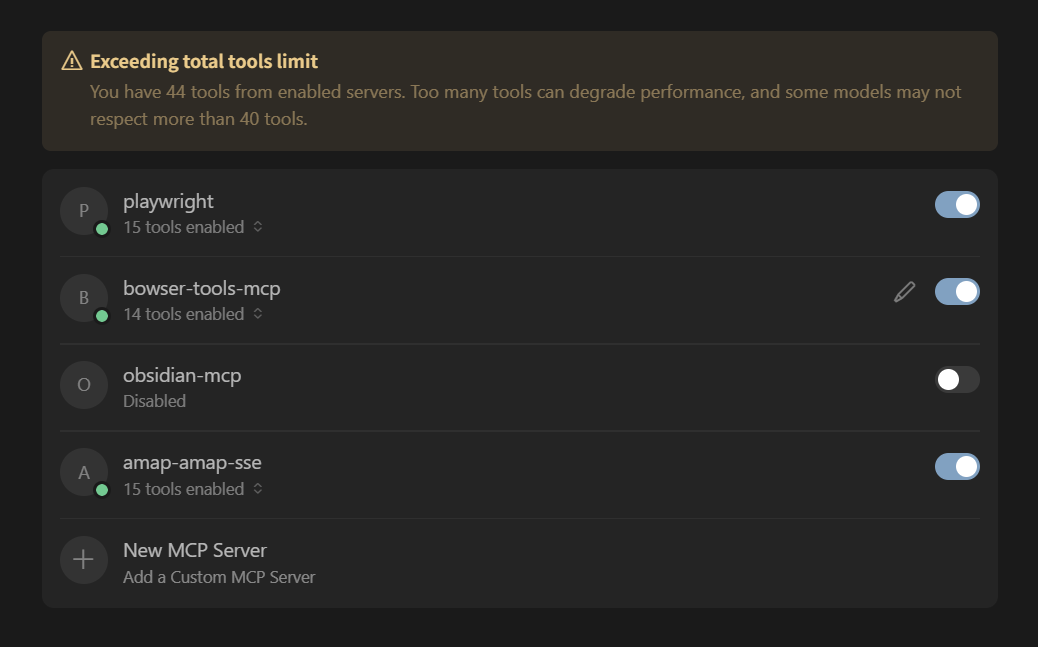 Exceeding total tools limit
You have 44 tools from enabled servers. Too many tools can degrade performance, and some models may not
respect more than 40 tools.
P
playwright
15 tools enabled
B
bowser-tools-mcp
14 tools enabled
O
obsidian-mcp
Disabled
A
amap-amap-sse
15 tools enabled
New MCP Server
Add a Custom MCP Server